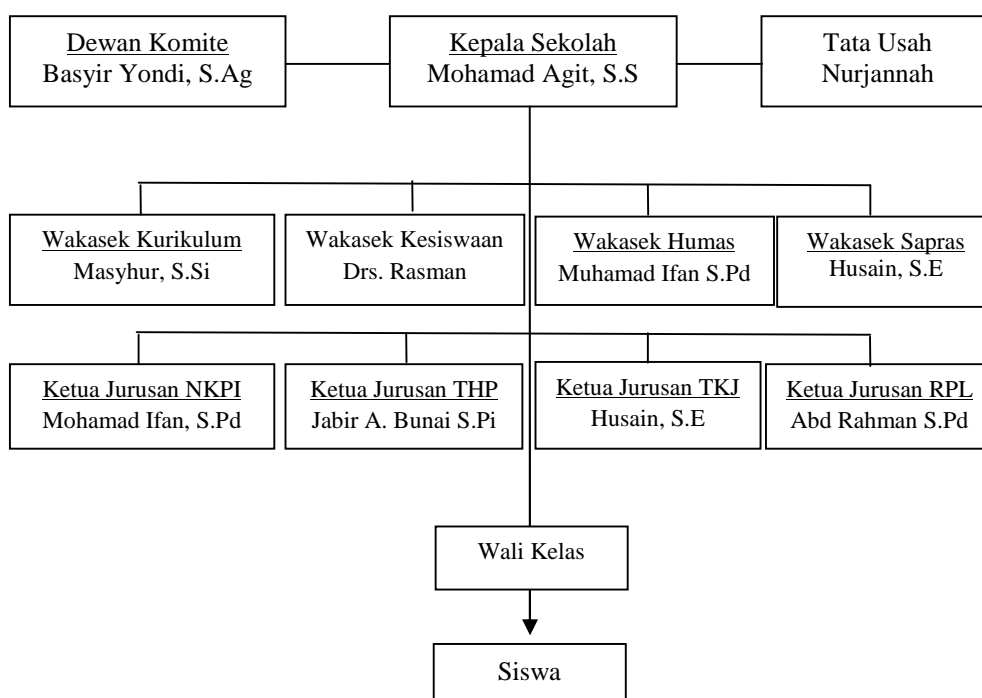 Dewan Komite
Basyir Yondi, S.Ag
Kepala Sekolah
Mohamad Agit, S.S
Tata Usah
Nurjannah
Wakasek Kurikulum
Masyhur, S.Si
Wakasek Kesiswaan
Drs. Rasman
Wakasek Humas
Muhamad Ifan S.Pd
Wakasek Sapras
Husain, S.E
Ketua Jurusan NKPI
Mohamad Ifan, S.Pd
Ketua Jurusan THP
Jabir A. Bunai S.Pi
Ketua Jurusan TKJ
Husain, S.E
Ketua Jurusan RPL
Abd Rahman S.Pd
Wali Kelas
Siswa